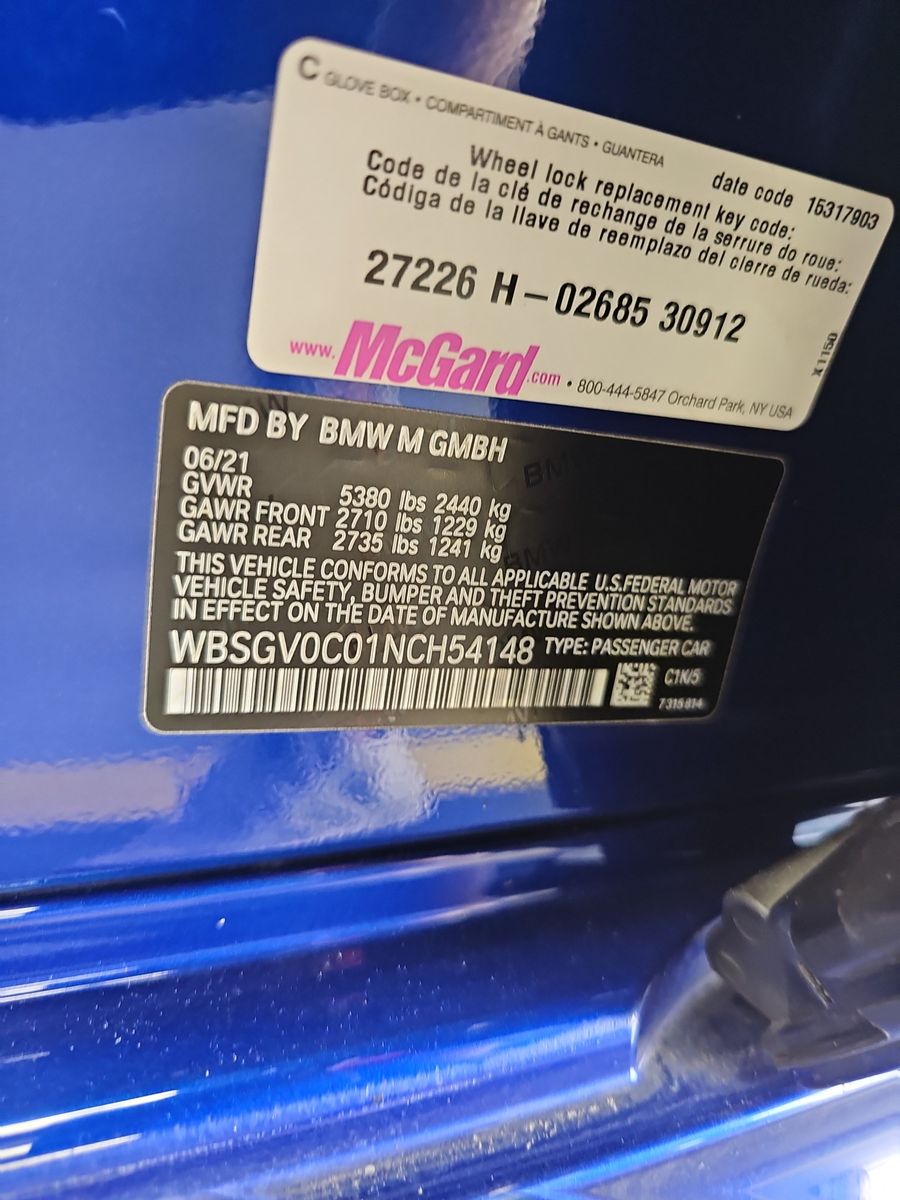 C GLOVE BOX • COMPARTIMENT À GANTS • GUANTERA
date code 15317903
Wheel lock replacement key code:
Code de la clé de rechange de la serrure do roue:
Códiga de la llave de reemplazo del cierre de rueda:
27226 H – 02685 30912
X1150
www.McGard.com • 800-444-5847 Orchard Park, NY USA
MFD BY BMW M GMBH
06/21
GVWR 5380 lbs 2440 kg
GAWR FRONT 2710 lbs 1229 kg
GAWR REAR 2735 lbs 1241 kg
THIS VEHICLE CONFORMS TO ALL APPLICABLE U.S.FEDERAL MOTOR
VEHICLE SAFETY, BUMPER AND THEFT PREVENTION STANDARDS
IN EFFECT ON THE DATE OF MANUFACTURE SHOWN ABOVE.
WBSGV0C01NCH54148 TYPE: PASSENGER CAR
C1K/5
7315814